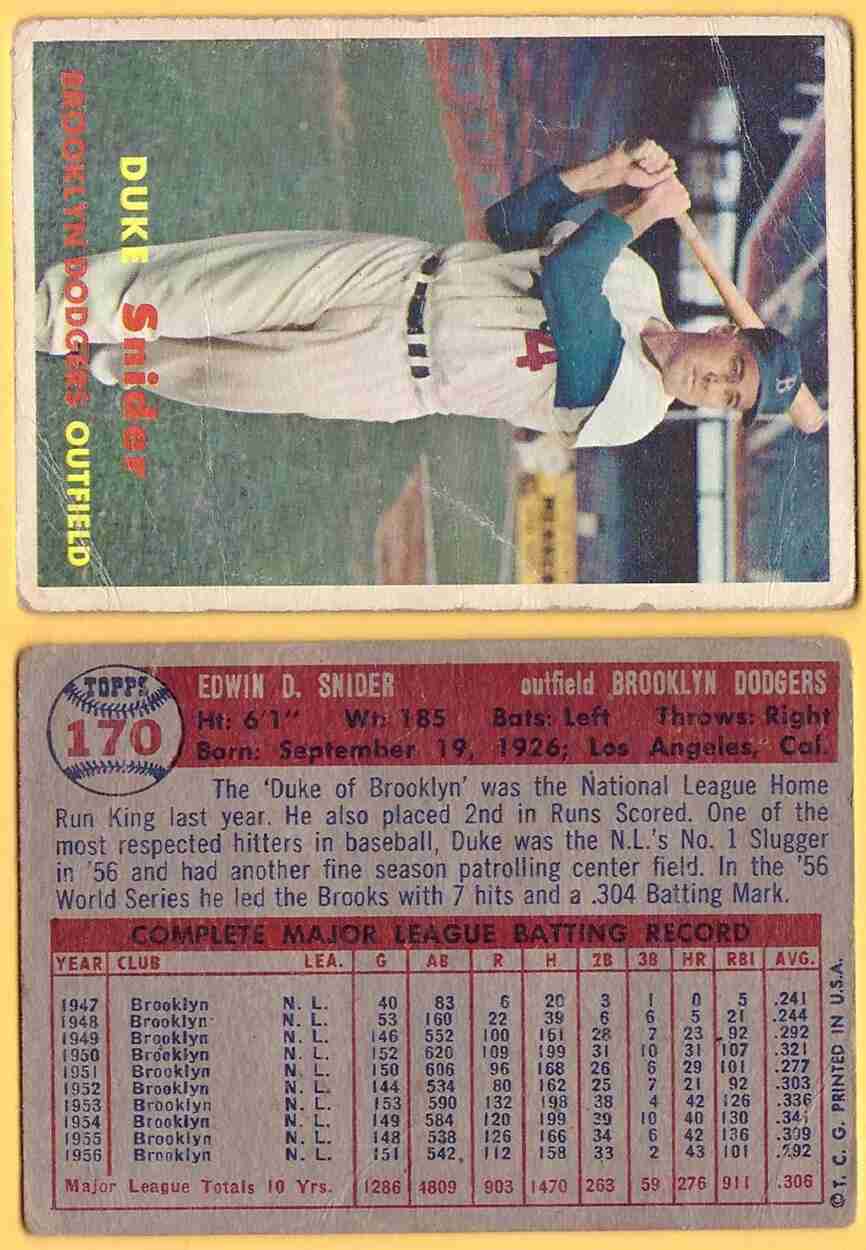 DUKE Snider
BROOKLYN DODGERS OUTFIELD
4
B
TOPPS
170
EDWIN D. SNIDER outfield BROOKLYN DODGERS
Ht: 6'1" Wt: 185 Bats: Left Throws: Right
Born: September 19, 1926; Los Angeles, Cal.
The 'Duke of Brooklyn' was the National League Home
Run King last year. He also placed 2nd in Runs Scored. One of the
most respected hitters in baseball, Duke was the N.L.'s No. 1 Slugger
in '56 and had another fine season patrolling center field. In the '56
World Series he led the Brooks with 7 hits and a .304 Batting Mark.
COMPLETE MAJOR LEAGUE BATTING RECORD
YEAR CLUB LEA. G AB R H 2B 3B HR RBI AVG.
1947 Brooklyn N. L. 40 83 6 20 3 1 0 5 .241
1948 Brooklyn N. L. 53 160 22 39 6 6 5 21 .244
1949 Brooklyn N. L. 146 552 100 161 28 7 23 92 .292
1950 Brooklyn N. L. 152 620 109 199 31 10 31 107 .321
1951 Brooklyn N. L. 150 606 96 168 26 6 29 101 .277
1952 Brooklyn N. L. 144 534 80 162 25 7 21 92 .303
1953 Brooklyn N. L. 153 590 132 198 38 4 42 126 .336
1954 Brooklyn N. L. 149 584 120 199 39 10 40 130 .341
1955 Brooklyn N. L. 148 538 126 166 34 6 42 136 .309
1956 Brooklyn N. L. 151 542 112 158 33 2 43 101 .292
Major League Totals 10 Yrs. 1286 4809 903 1470 263 59 276 911 .306
© T. C. G. PRINTED IN U.S.A.